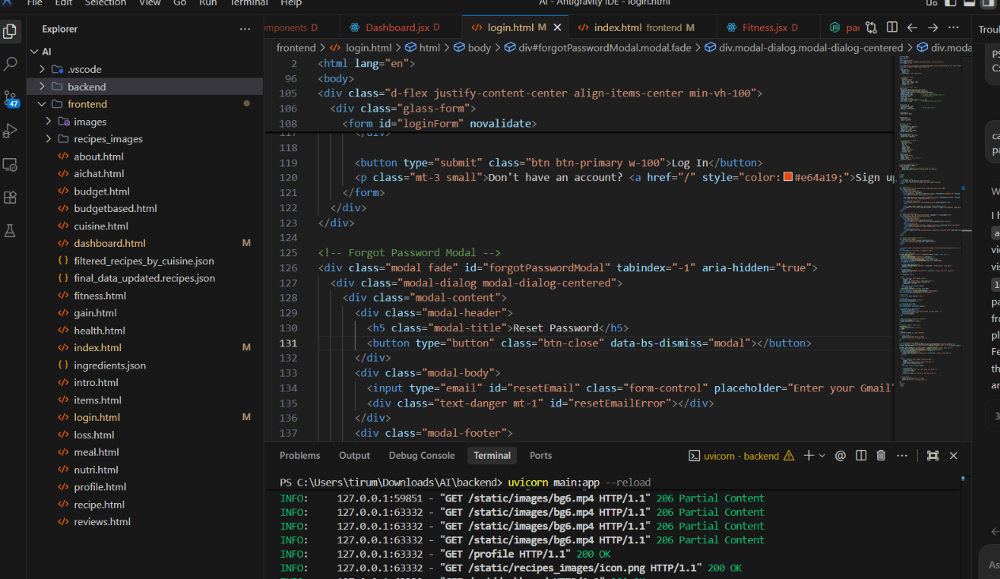 File Edit Selection View Go Run Terminal Help
AI - Antigravity IDE - login.html
Explorer
AI
.vscode
backend
frontend
images
recipes_images
about.html
aichat.html
budget.html
budgetbased.html
cuisine.html
dashboard.html M
filtered_recipes_by_cuisine.json
final_data_updated.recipes.json
fitness.html
gain.html
health.html
index.html M
ingredients.json
intro.html
items.html
login.html M
loss.html
meal.html
nutri.html
profile.html
recipe.html
reviews.html
47
mponents D Dashboard.jsx D login.html M index.html frontend M Fitness.jsx D pac
frontend > login.html > html > body > div#forgotPasswordModal.modal.fade > div.modal-dialog.modal-dialog-centered > div.moda
2 <html lang="en">
96 <body>
105 <div class="d-flex justify-content-center align-items-center min-vh-100">
106 <div class="glass-form">
108 <form id="loginForm" novalidate>
117 </div>
118
119 <button type="submit" class="btn btn-primary w-100">Log In</button>
120 <p class="mt-3 small">Don't have an account? <a href="/" style="color:#e64a19;">Sign up
121 </form>
122 </div>
123 </div>
124
125 <!-- Forgot Password Modal -->
126 <div class="modal fade" id="forgotPasswordModal" tabindex="-1" aria-hidden="true">
127 <div class="modal-dialog modal-dialog-centered">
128 <div class="modal-content">
129 <div class="modal-header">
130 <h5 class="modal-title">Reset Password</h5>
131 <button type="button" class="btn-close" data-bs-dismiss="modal"></button>
132 </div>
133 <div class="modal-body">
134 <input type="email" id="resetEmail" class="form-control" placeholder="Enter your Gmail"
135 <div class="text-danger mt-1" id="resetEmailError"></div>
136 </div>
137 <div class="modal-footer">
Problems Output Debug Console Terminal Ports
uvicorn - backend
PS C:\Users\tirum\Downloads\AI\backend> uvicorn main:app --reload
INFO: 127.0.0.1:59851 - "GET /static/images/bg6.mp4 HTTP/1.1" 206 Partial Content
INFO: 127.0.0.1:63332 - "GET /static/images/bg6.mp4 HTTP/1.1" 206 Partial Content
INFO: 127.0.0.1:63332 - "GET /static/images/bg6.mp4 HTTP/1.1" 206 Partial Content
INFO: 127.0.0.1:63332 - "GET /static/images/bg6.mp4 HTTP/1.1" 206 Partial Content
INFO: 127.0.0.1:63332 - "GET /profile HTTP/1.1" 200 OK
INFO: 127.0.0.1:63332 - "GET /static/recipes_images/icon.png HTTP/1.1" 200 OK
Trou
PS
C:
ca
pa
W
I h
a
vi
vis
l
pa
fro
pl
Fe
th
ar
3
As